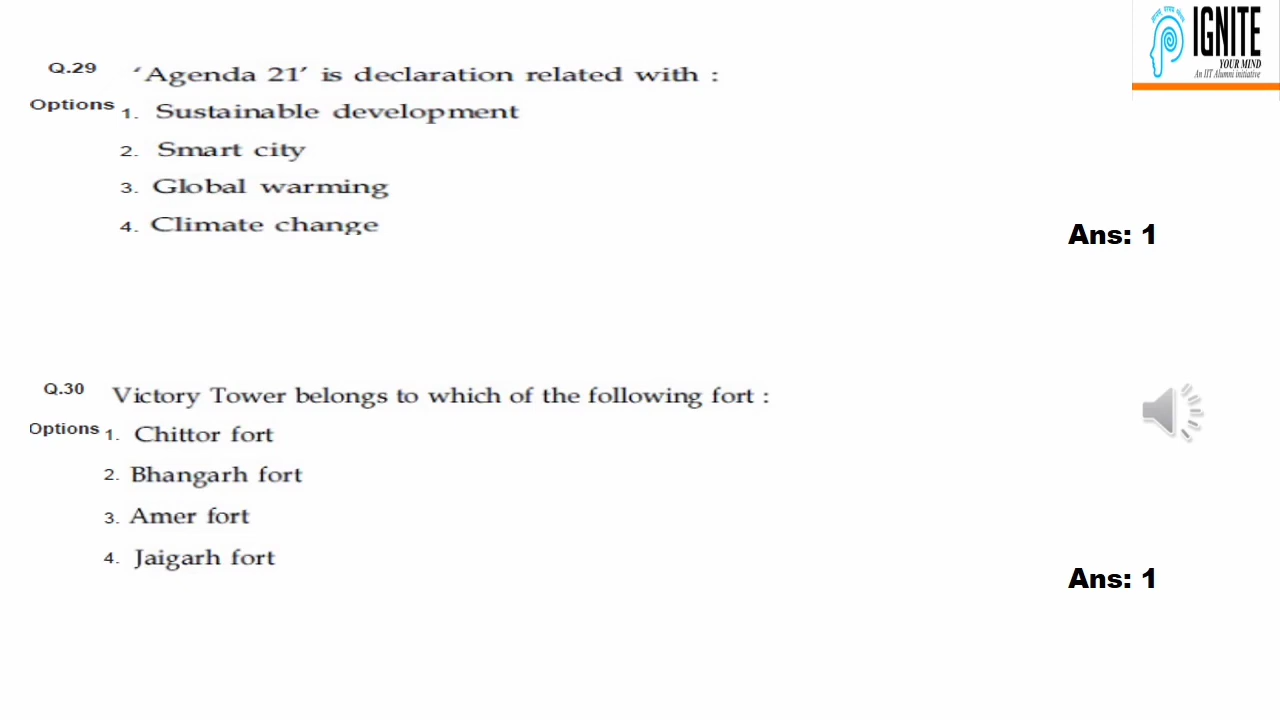 IGNITE
YOUR MIND
An IIT Alumni initiative
Q.29 ‘Agenda 21’ is declaration related with :
Options 1. Sustainable development
2. Smart city
3. Global warming
4. Climate change
Ans: 1
Q.30 Victory Tower belongs to which of the following fort :
Options 1. Chittor fort
2. Bhangarh fort
3. Amer fort
4. Jaigarh fort
Ans: 1